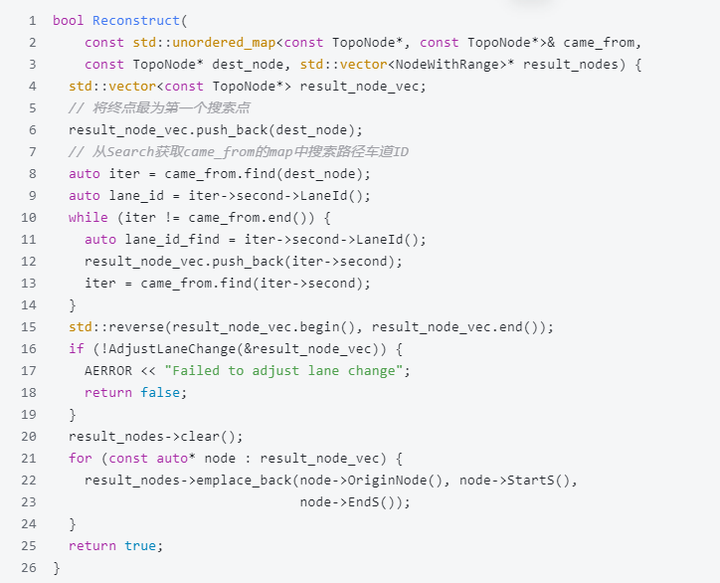 1 bool Reconstruct(
2     const std::unordered_map<const TopoNode*, const TopoNode*>& came_from,
3     const TopoNode* dest_node, std::vector<NodeWithRange>* result_nodes) {
4   std::vector<const TopoNode*> result_node_vec;
5   // 将终点最为第一个搜索点
6   result_node_vec.push_back(dest_node);
7   // 从Search获取came_from的map中搜索路径车道ID
8   auto iter = came_from.find(dest_node);
9   auto lane_id = iter->second->LaneId();
10   while (iter != came_from.end()) {
11     auto lane_id_find = iter->second->LaneId();
12     result_node_vec.push_back(iter->second);
13     iter = came_from.find(iter->second);
14   }
15   std::reverse(result_node_vec.begin(), result_node_vec.end());
16   if (!AdjustLaneChange(&result_node_vec)) {
17     AERROR << "Failed to adjust lane change";
18     return false;
19   }
20   result_nodes->clear();
21   for (const auto* node : result_node_vec) {
22     result_nodes->emplace_back(node->OriginNode(), node->StartS(),
23                                node->EndS());
24   }
25   return true;
26 }